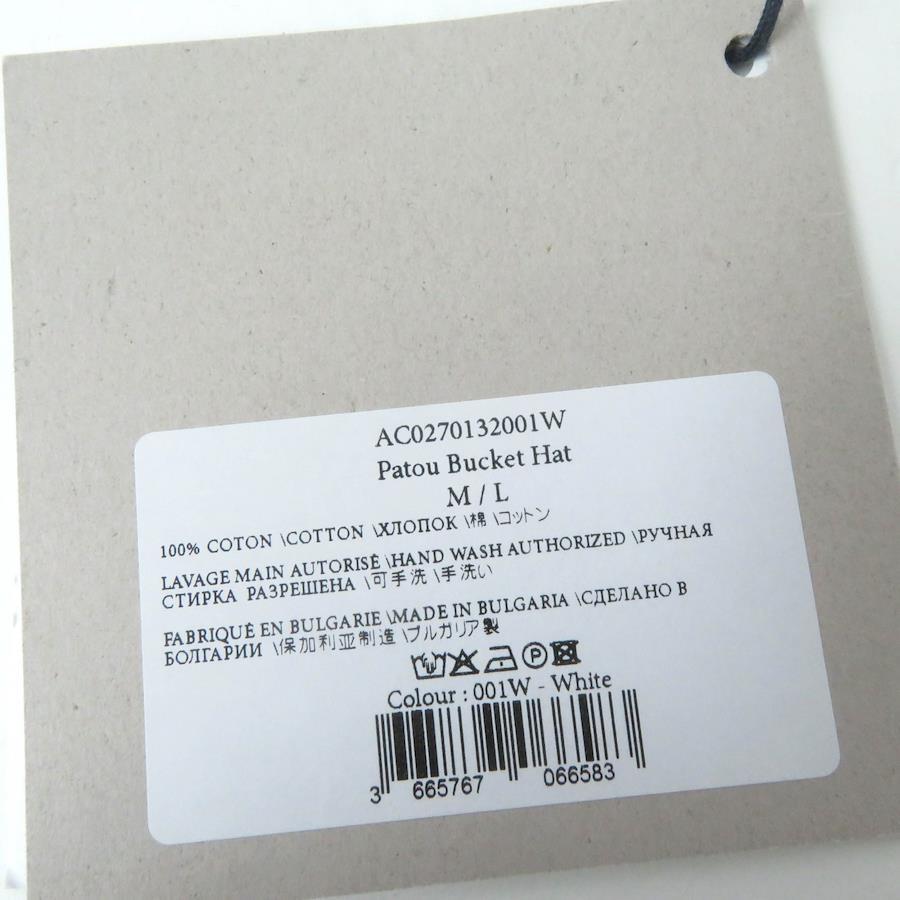 AC0270132001W
Patou Bucket Hat
M / L
100% COTON \COTTON \ХЛОПОК \棉 \コットン
LAVAGE MAIN AUTORISÉ \HAND WASH AUTHORIZED \РУЧНАЯ
СТИРКА РАЗРЕШЕНА \可手洗 \手洗い
FABRIQUÉ EN BULGARIE \MADE IN BULGARIA \СДЕЛАНО В
БОЛГАРИИ \保加利亚制造 \ブルガリア製
P
Colour : 001W - White
3 665767 066583